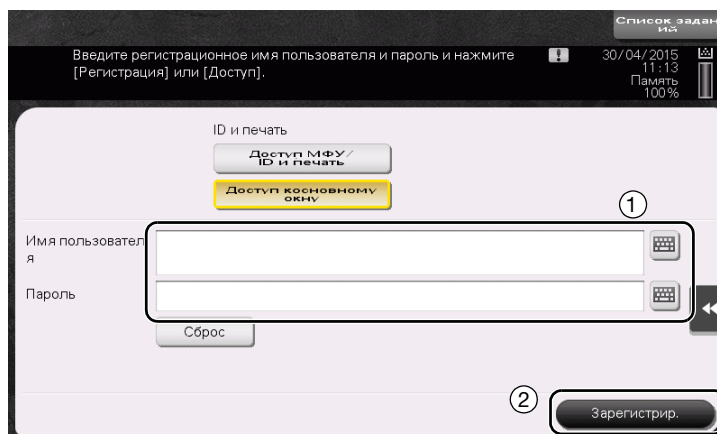 Список задан
ий
Введите регистрационное имя пользователя и пароль и нажмите
[Регистрация] или [Доступ].
30/04/2015
11:13
Память
100%
ID и печать
Доступ МФУ/
ID и печать
Доступ косновному
окну
1
Имя пользовател
я
Пароль
Сброс
2
Зарегистрир.